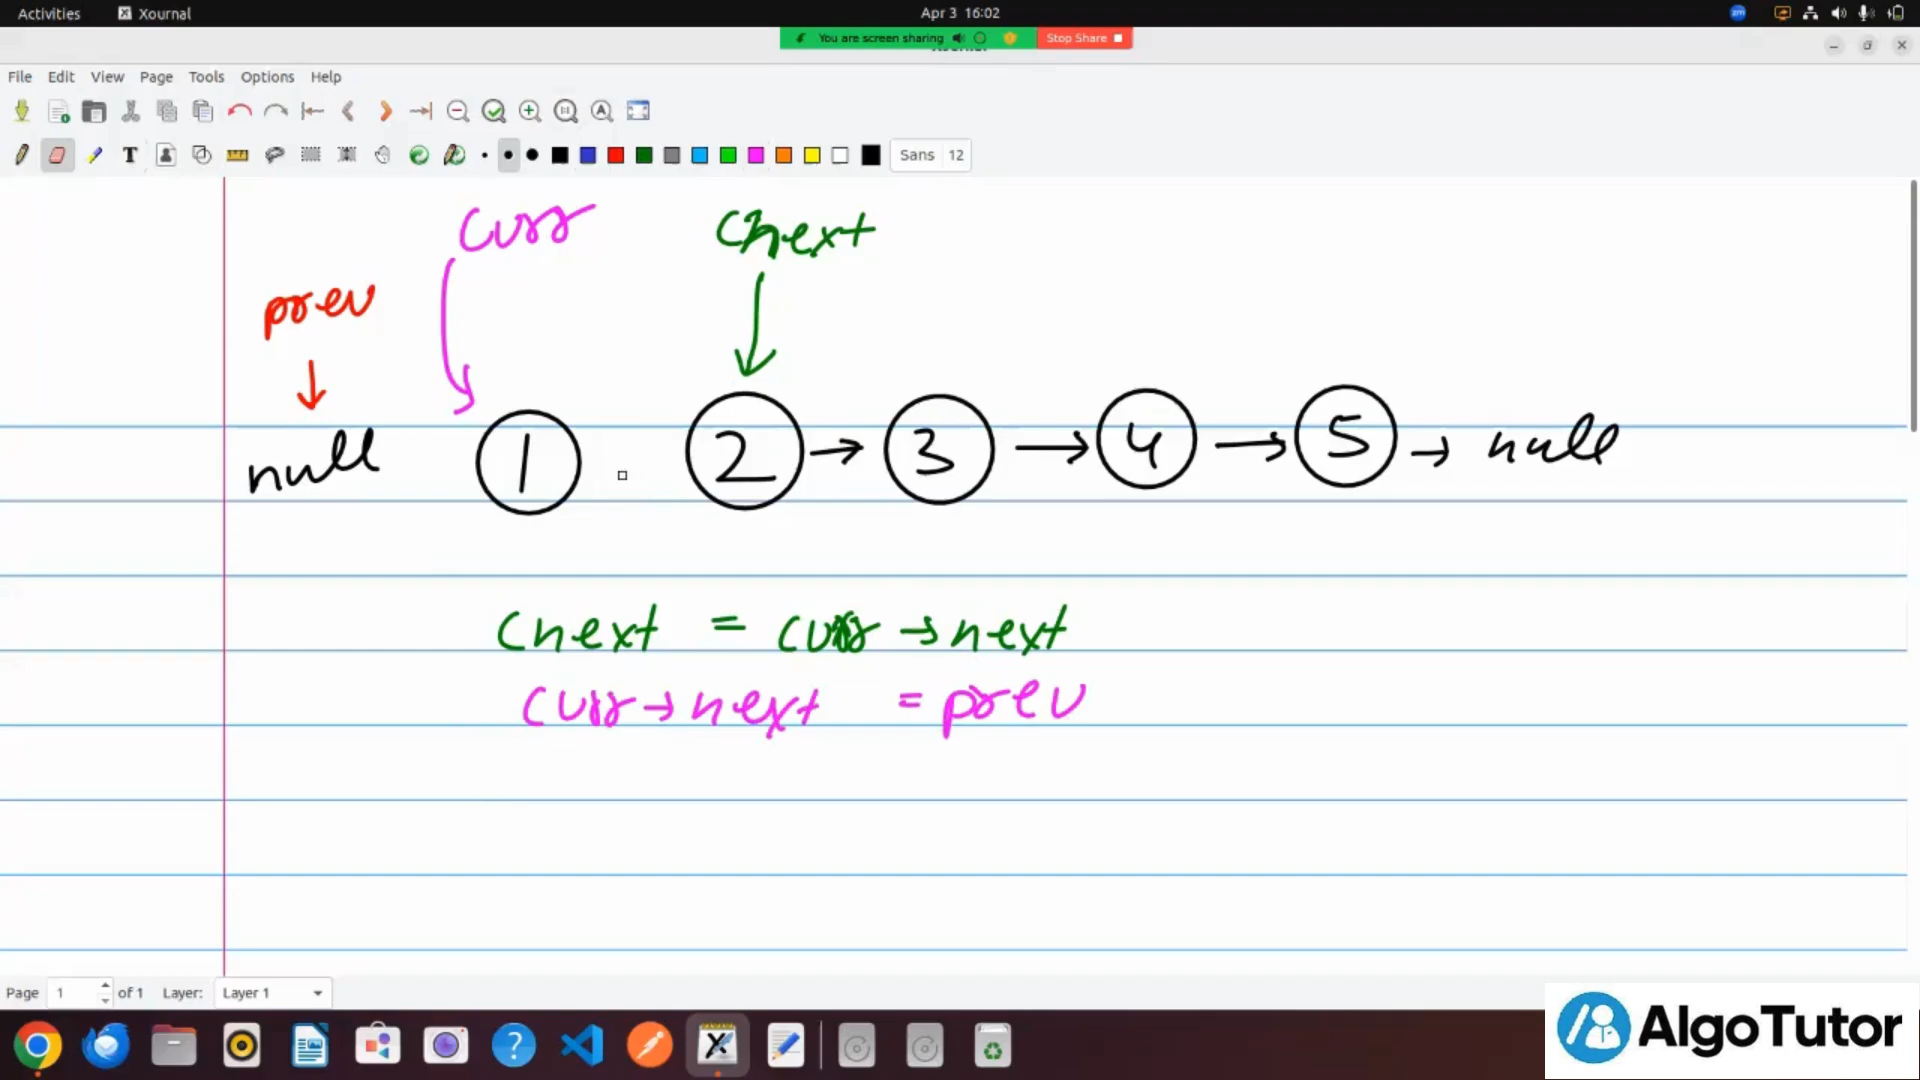 Activities Xournal Apr 3 16:02 zm
You are screen sharing Stop Share
File Edit View Page Tools Options Help
T Sans 12
curr cnext
prev
null 1 2 → 3 → 4 → 5 → null
cnext = curr → next
curr → next = prev
Page 1 of 1 Layer: Layer 1
AlgoTutor